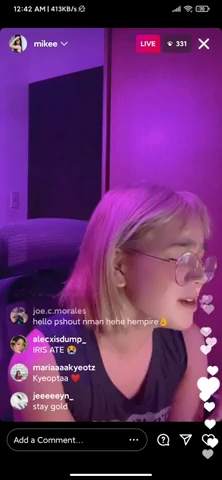 12:42 AM | 413KB/s
mikee
LIVE
331
joe.c.morales
hello pshout nman hehe hempire👌
alecxisdump_
IRIS ATE 😭
mariaaaakyeotz
Kyeoptaa ❤️
jeeeeeyn_
stay gold
Add a Comment...